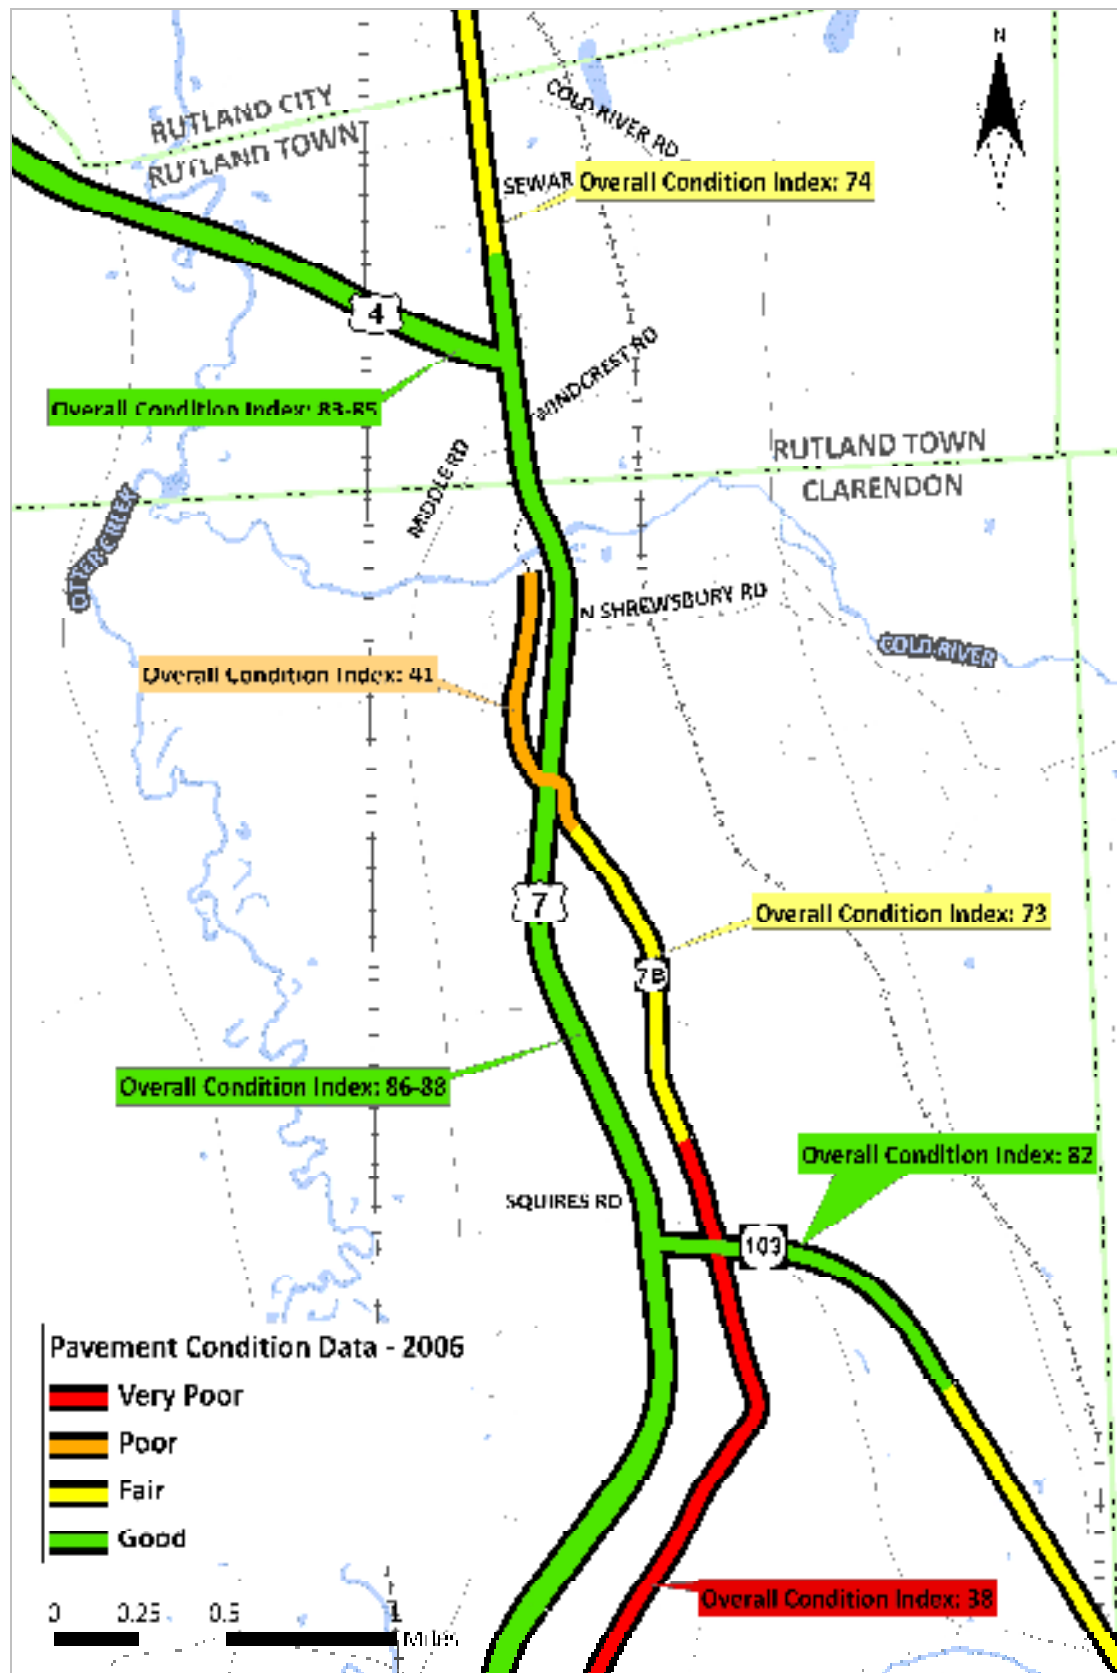 N
COLD RIVER RD
RUTLAND CITY
RUTLAND TOWN
SEWAR
Overall Condition Index: 74
4
WINDCREST RD
Overall Condition Index: 83-85
MIDDLE RD
RUTLAND TOWN
CLARENDON
OTTER CREEK
N SHREWSBURY RD
COLD RIVER
Overall Condition Index: 41
7
Overall Condition Index: 73
7B
Overall Condition Index: 86-88
Overall Condition Index: 82
SQUIRES RD
103
Pavement Condition Data - 2006
Very Poor
Poor
Fair
Good
Overall Condition Index: 38
0 0.25 0.5 1
Miles